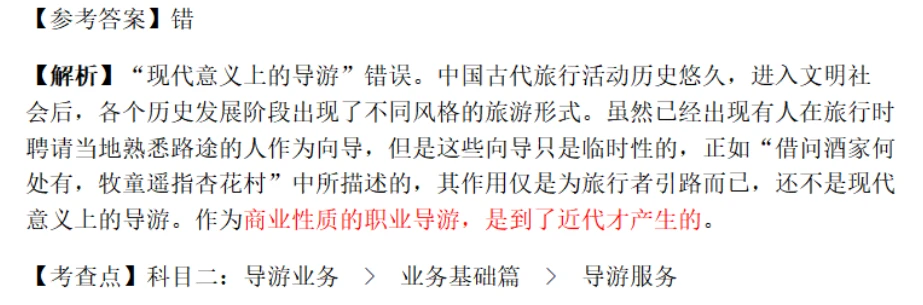 【参考答案】错
【解析】“现代意义上的导游”错误。中国古代旅行活动历史悠久，进入文明社
会后，各个历史发展阶段出现了不同风格的旅游形式。虽然已经出现有人在旅行时
聘请当地熟悉路途的人作为向导，但是这些向导只是临时性的，正如“借问酒家何
处有，牧童遥指杏花村”中所描述的，其作用仅是为旅行者引路而已，还不是现代
意义上的导游。作为商业性质的职业导游，是到了近代才产生的。
【考查点】科目二：导游业务 > 业务基础篇 > 导游服务